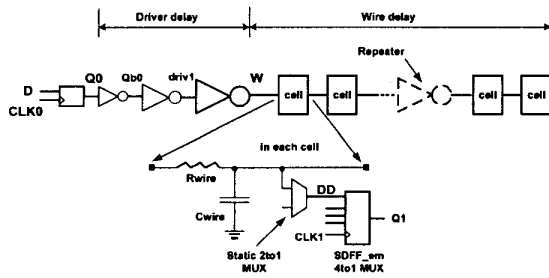 Driver delay
Wire delay
Repeater
D
CLK0
Q0
Qb0
driv1
W
cell
cell
cell
cell
in each cell
Rwire
Cwire
DD
CLK1
Q1
Static 2to1
MUX
SDFF_em
4to1 MUX